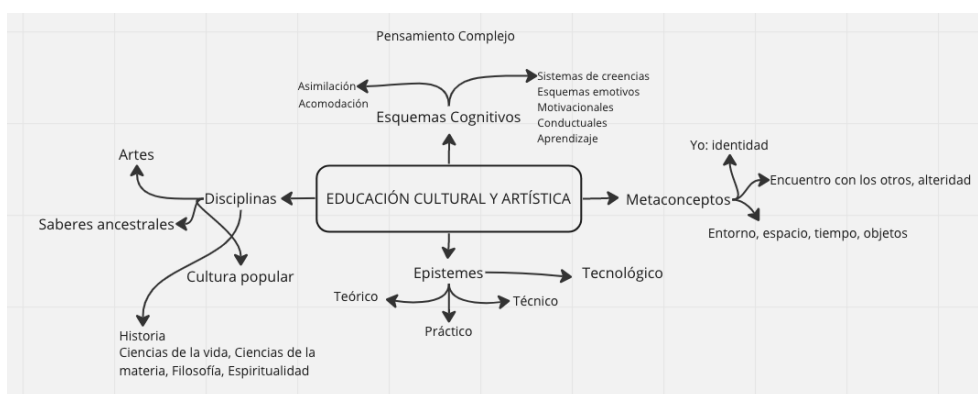 Pensamiento Complejo
Asimilación
Acomodación
Sistemas de creencias
Esquemas emotivos
Motivacionales
Conductuales
Aprendizaje
Esquemas Cognitivos
Artes
Disciplinas
Saberes ancestrales
Cultura popular
Historia
Ciencias de la vida, Ciencias de la
materia, Filosofía, Espiritualidad
EDUCACIÓN CULTURAL Y ARTÍSTICA
Metaconceptos
Yo: identidad
Encuentro con los otros, alteridad
Entorno, espacio, tiempo, objetos
Epistemes
Tecnológico
Teórico
Técnico
Práctico